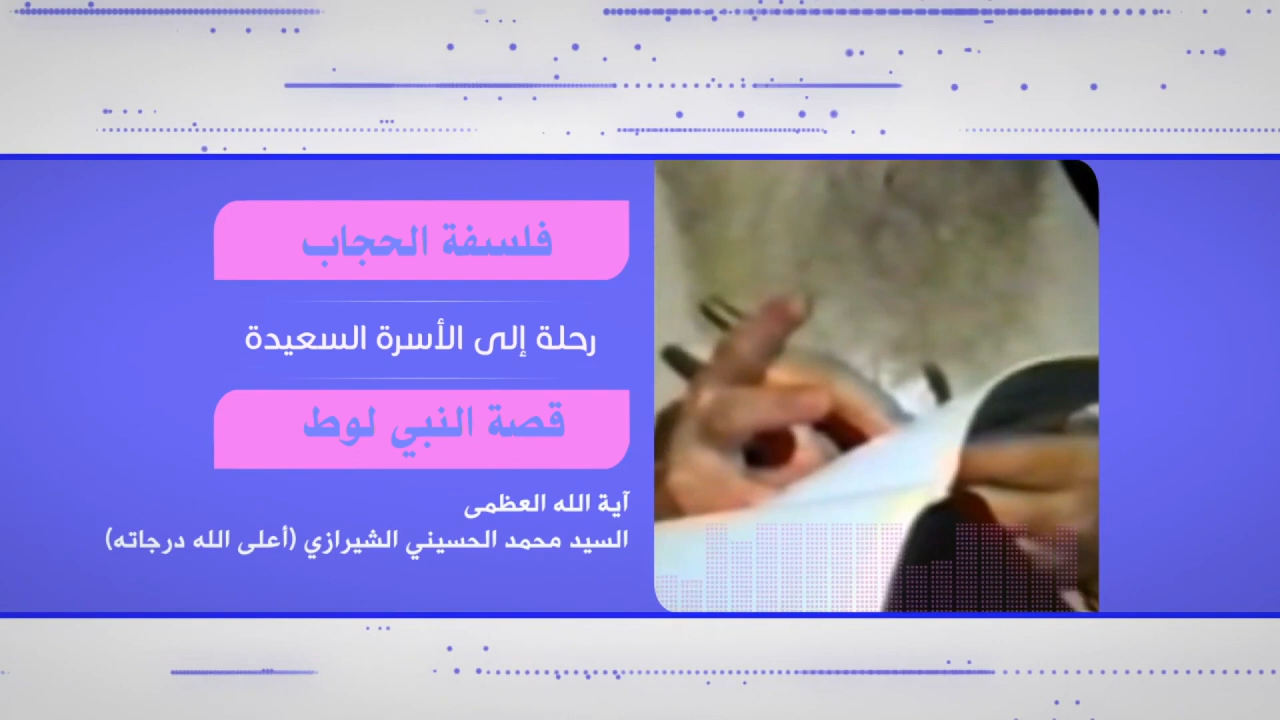 فلسفة الحجاب
رحلة إلى الأسرة السعيدة
قصة النبي لوط
آية الله العظمى
السيد محمد الحسيني الشيرازي (أعلى الله درجاته)